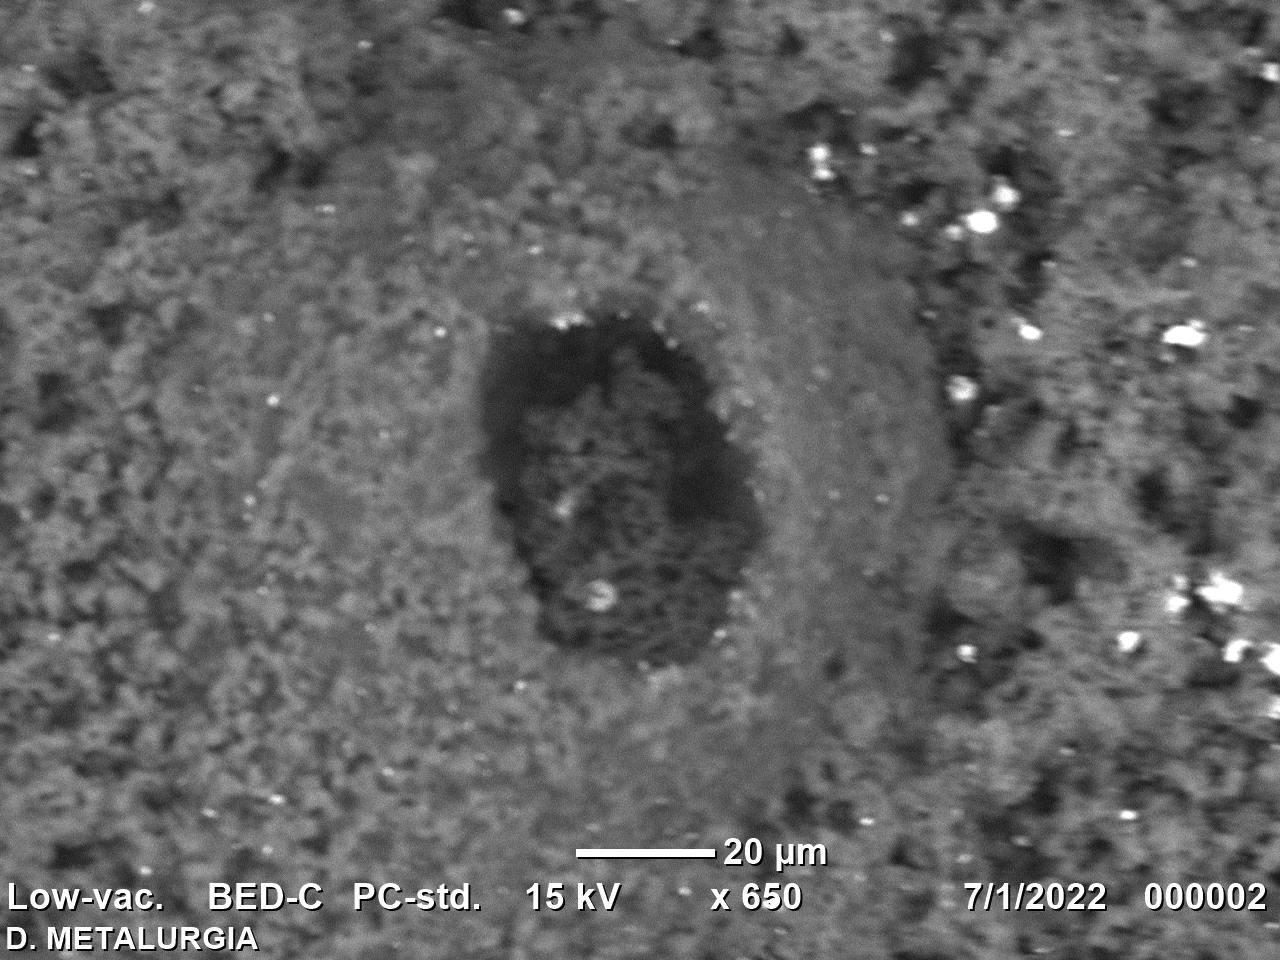 20 µm
Low-vac. BED-C PC-std. 15 kV x 650 7/1/2022 000002
D. METALURGIA